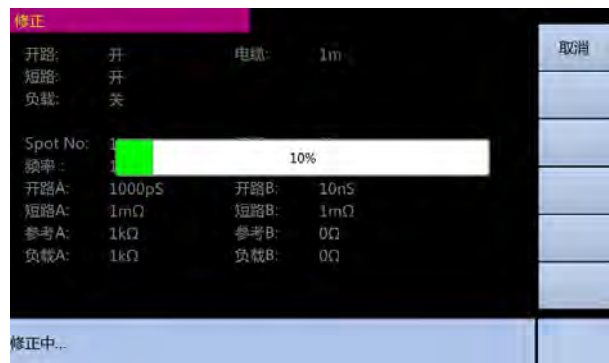 修正
取消
开路: 开 电缆: 1m
短路: 开
负载: 关
Spot No: 1
频率: 1
10%
开路A: 1000pS 开路B: 10nS
短路A: 1mΩ 短路B: 1mΩ
参考A: 1kΩ 参考B: 0Ω
负载A: 1kΩ 负载B: 0Ω
修正中...